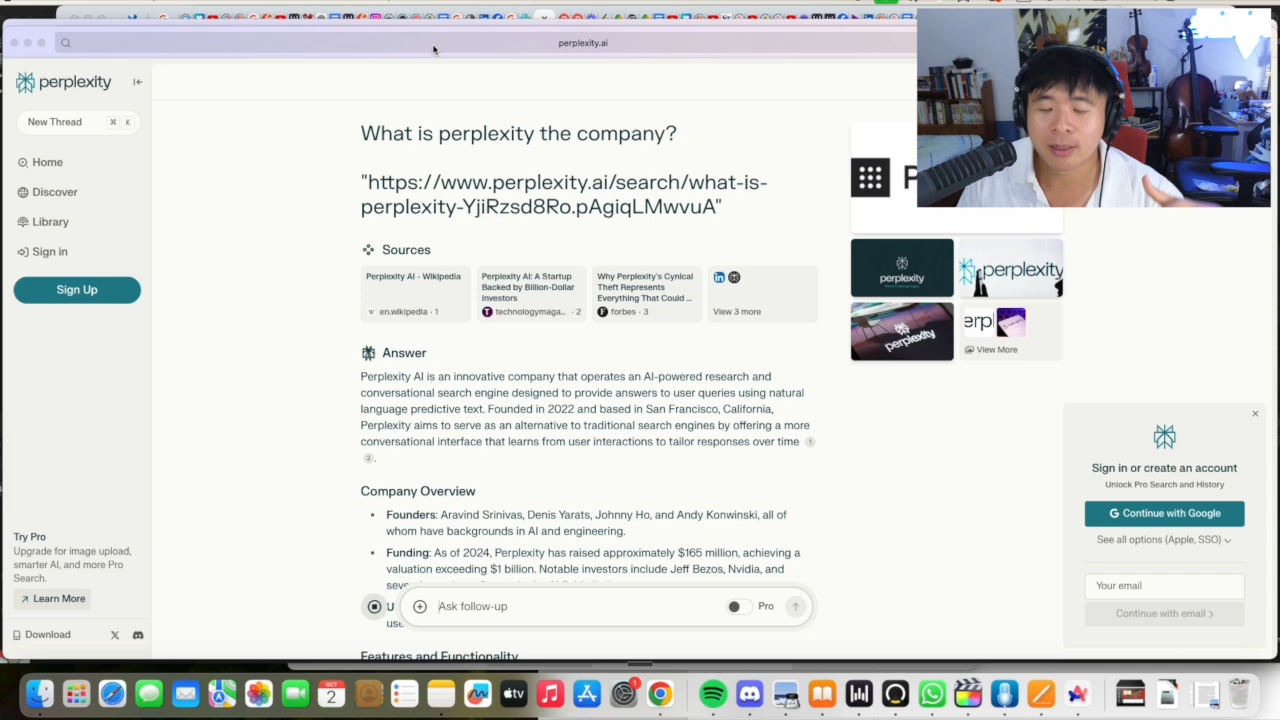 perplexity.ai
perplexity
New Thread
⌘ K
Home
Discover
Library
Sign in
Sign Up
Try Pro
Upgrade for image upload,
smarter AI, and more Pro
Search.
Learn More
Download
What is perplexity the company?
"https://www.perplexity.ai/search/what-is-
perplexity-YjiRzsd8Ro.pAgiqLMwvuA"
Sources
Perplexity AI - Wikipedia
en.wikipedia · 1
Perplexity AI: A Startup
Backed by Billion-Dollar
Investors
technologymaga... · 2
Why Perplexity's Cynical
Theft Represents
Everything That Could ...
forbes · 3
View 3 more
Answer
Perplexity AI is an innovative company that operates an AI-powered research and
conversational search engine designed to provide answers to user queries using natural
language predictive text. Founded in 2022 and based in San Francisco, California,
Perplexity aims to serve as an alternative to traditional search engines by offering a more
conversational interface that learns from user interactions to tailor responses over time 1
2.
Company Overview
Founders: Aravind Srinivas, Denis Yarats, Johnny Ho, and Andy Konwinski, all of
whom have backgrounds in AI and engineering.
Funding: As of 2024, Perplexity has raised approximately $165 million, achieving a
valuation exceeding $1 billion. Notable investors include Jeff Bezos, Nvidia, and
Ask follow-up
Pro
Features and Functionality
P
perplexity
perplexity
perplexity
perpl
View More
Sign in or create an account
Unlock Pro Search and History
Continue with Google
See all options (Apple, SSO)
Your email
Continue with email >
OCT
2
tv
1